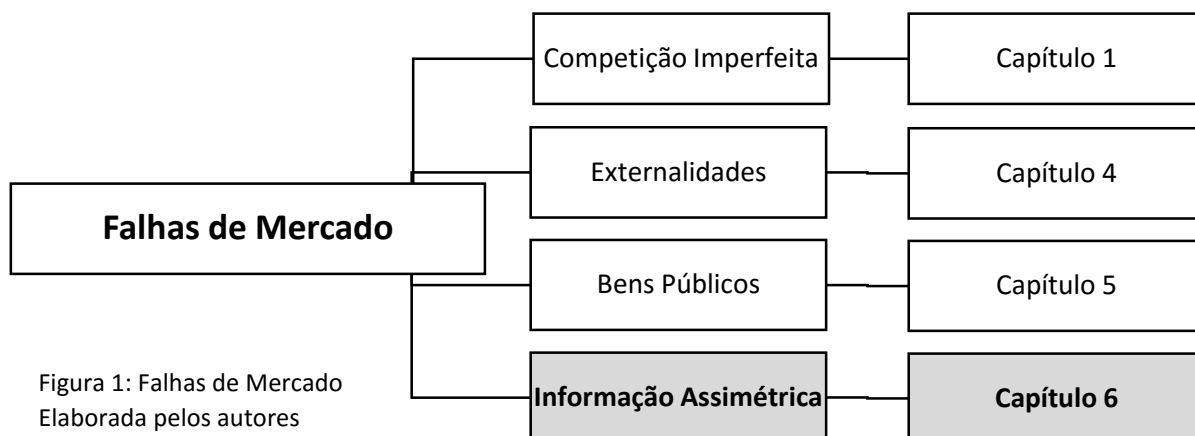 Competição Imperfeita
Capítulo 1
Externalidades
Capítulo 4
Falhas de Mercado
Bens Públicos
Capítulo 5
Informação Assimétrica
Capítulo 6
Figura 1: Falhas de Mercado
Elaborada pelos autores